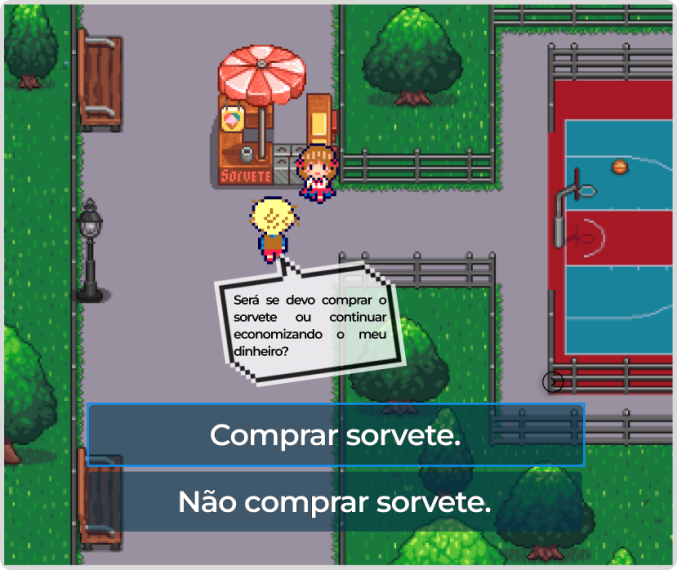 SORVETE
Será se devo comprar o
sorvete ou continuar
economizando o meu
dinheiro?
Comprar sorvete.
Não comprar sorvete.